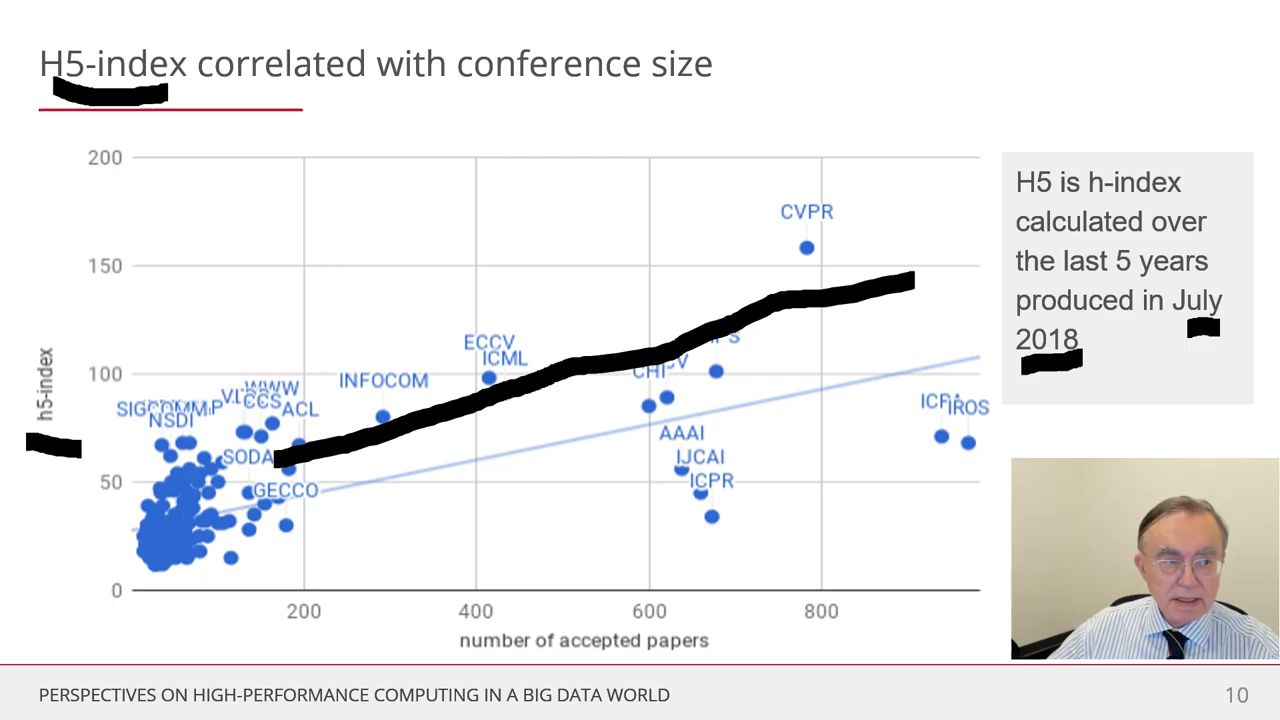 H5-index correlated with conference size
200
150
100
50
0
h5-index
CVPR
ECCV
ICML
INFOCOM
WWW
CCS
ACL
NSDI
SODA
GECCO
CHI
AAAI
IJCAI
ICPR
IROS
200
400
600
800
number of accepted papers
H5 is h-index
calculated over
the last 5 years
produced in July
2018
PERSPECTIVES ON HIGH-PERFORMANCE COMPUTING IN A BIG DATA WORLD
10